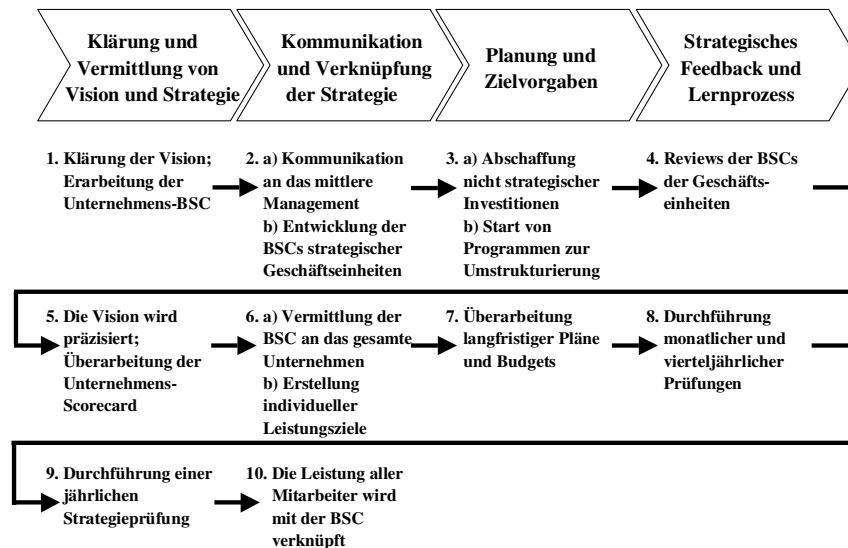 Klärung und
Vermittlung von
Vision und Strategie
Kommunikation
und Verknüpfung
der Strategie
Planung und
Zielvorgaben
Strategisches
Feedback und
Lernprozess
1. Klärung der Vision;
Erarbeitung der
Unternehmens-BSC
2. a) Kommunikation
an das mittlere
Management
b) Entwicklung der
BSCs strategischer
Geschäftseinheiten
3. a) Abschaffung
nicht strategischer
Investitionen
b) Start von
Programmen zur
Umstrukturierung
4. Reviews der BSCs
der Geschäfts-
einheiten
5. Die Vision wird
präzisiert;
Überarbeitung der
Unternehmens-
Scorecard
6. a) Vermittlung der
BSC an das gesamte
Unternehmen
b) Erstellung
individueller
Leistungsziele
7. Überarbeitung
langfristiger Pläne
und Budgets
8. Durchführung
monatlicher und
vierteljährlicher
Prüfungen
9. Durchführung einer
jährlichen
Strategieprüfung
10. Die Leistung aller
Mitarbeiter wird
mit der BSC
verknüpft